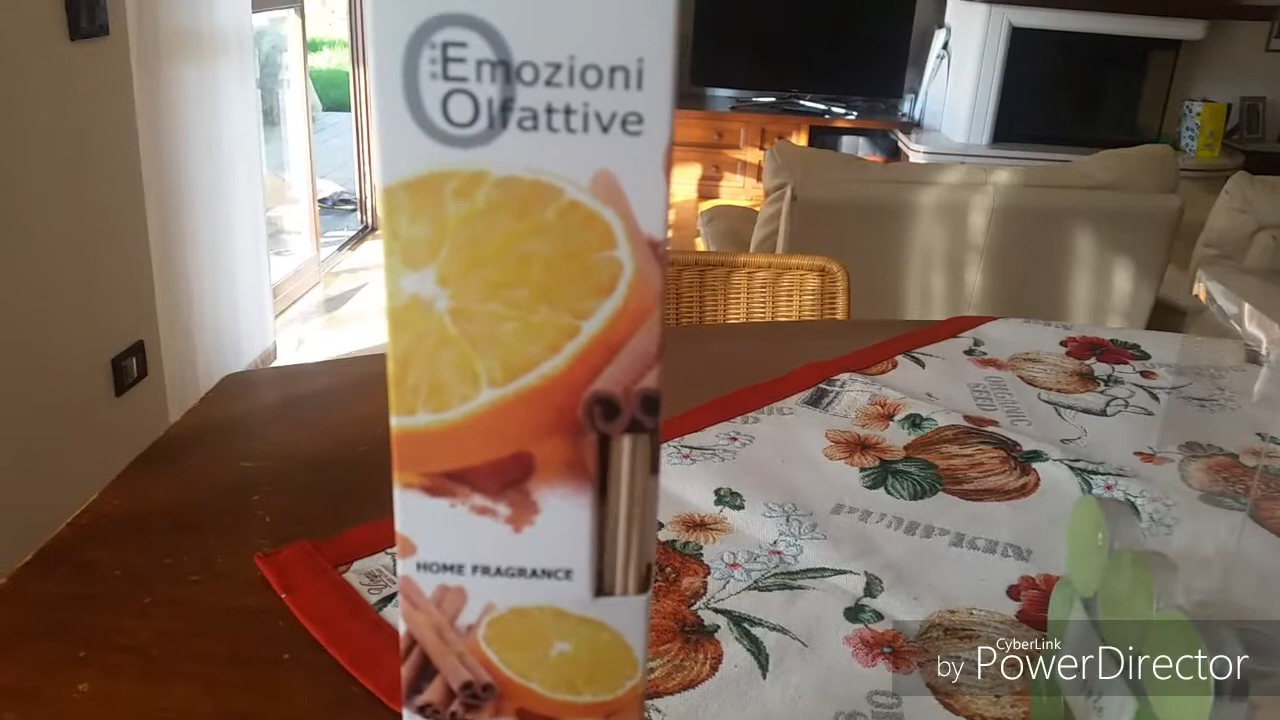 Emozioni
Olfattive
HOME FRAGRANCE
ORGANIC
SEED
PUMPKIN
CyberLink
by PowerDirector